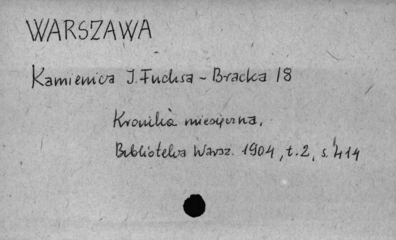 WARSZAWA
Kamienica J. Fuchsa - Bracka 18
Kronika miesięczna.
Biblioteka Warsz. 1904, t. 2, s. 414